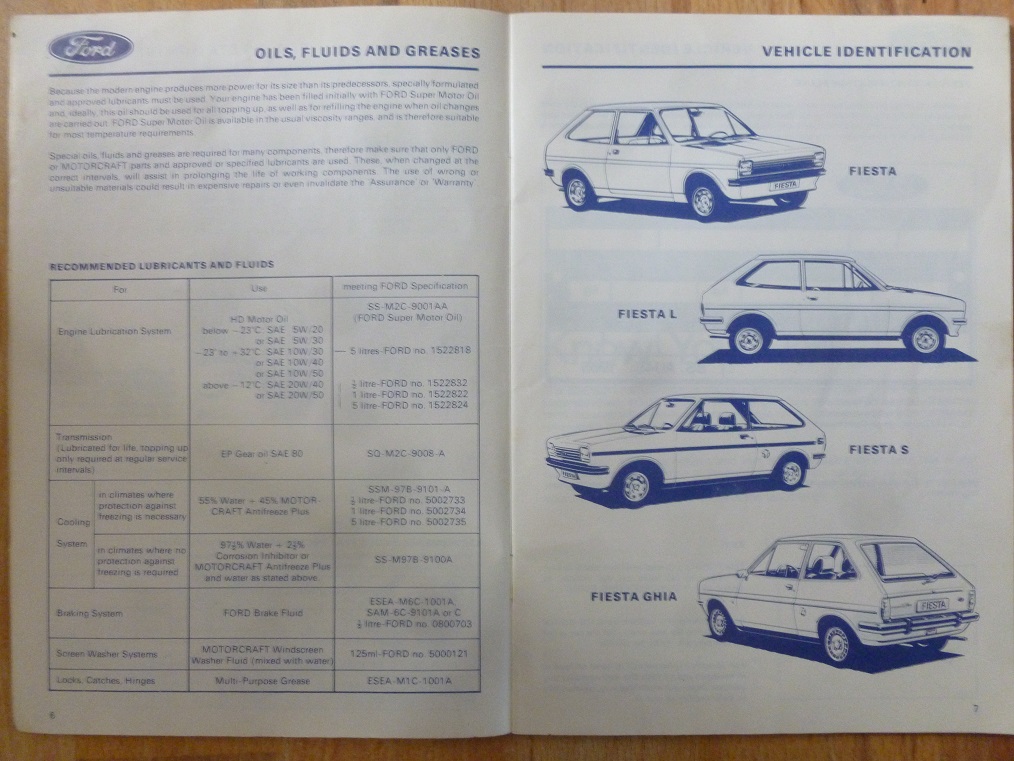 Ford
OILS, FLUIDS AND GREASES
Because the modern engine produces more power for its size than its predecessors, specially formulated
and approved lubricants must be used. Your engine has been filled initially with FORD Super Motor Oil
and, ideally, this oil should be used for all topping up, as well as for refilling the engine when oil changes
are carried out. FORD Super Motor Oil is available in the usual viscosity ranges, and is therefore suitable
for most temperature requirements.
Special oils, fluids and greases are required for many components, therefore make sure that only FORD
or MOTORCRAFT parts and approved or specified lubricants are used. These, when changed at the
correct intervals, will assist in prolonging the life of working components. The use of wrong or
unsuitable materials could result in expensive repairs or even invalidate the 'Assurance' or 'Warranty'.
RECOMMENDED LUBRICANTS AND FLUIDS
For Use meeting FORD Specification
Engine Lubrication System
HD Motor Oil
below −23°C SAE 5W/20
or SAE 5W/30
−23° to +32°C SAE 10W/30
or SAE 10W/40
or SAE 10W/50
above −12°C SAE 20W/40
or SAE 20W/50
SS-M2C-9001AA
(FORD Super Motor Oil)
5 litres-FORD no. 1522818
½ litre-FORD no. 1522832
1 litre-FORD no. 1522822
5 litre-FORD no. 1522824
Transmission
(Lubricated for life, topping up
only required at regular service
intervals)
EP Gear oil SAE 80
SQ-M2C-9008-A
Cooling
System
in climates where
protection against
freezing is necessary
55% Water + 45% MOTOR-
CRAFT Antifreeze Plus
SSM-97B-9101-A
½ litre-FORD no. 5002733
1 litre-FORD no. 5002734
5 litre-FORD no. 5002735
in climates where no
protection against
freezing is required
97½% Water + 2½%
Corrosion Inhibitor or
MOTORCRAFT Antifreeze Plus
and water as stated above.
SS-M97B-9100A
Braking System
FORD Brake Fluid
ESEA-M6C-1001A,
SAM-6C-9101A or C
½ litre-FORD no. 0800703
Screen Washer Systems
MOTORCRAFT Windscreen
Washer Fluid (mixed with water)
125ml-FORD no. 5000121
Locks, Catches, Hinges
Multi-Purpose Grease
ESEA-M1C-1001A
6
VEHICLE IDENTIFICATION
FIESTA
FIESTA
FIESTA L
FIESTA S
FIESTA GHIA
FIESTA
7